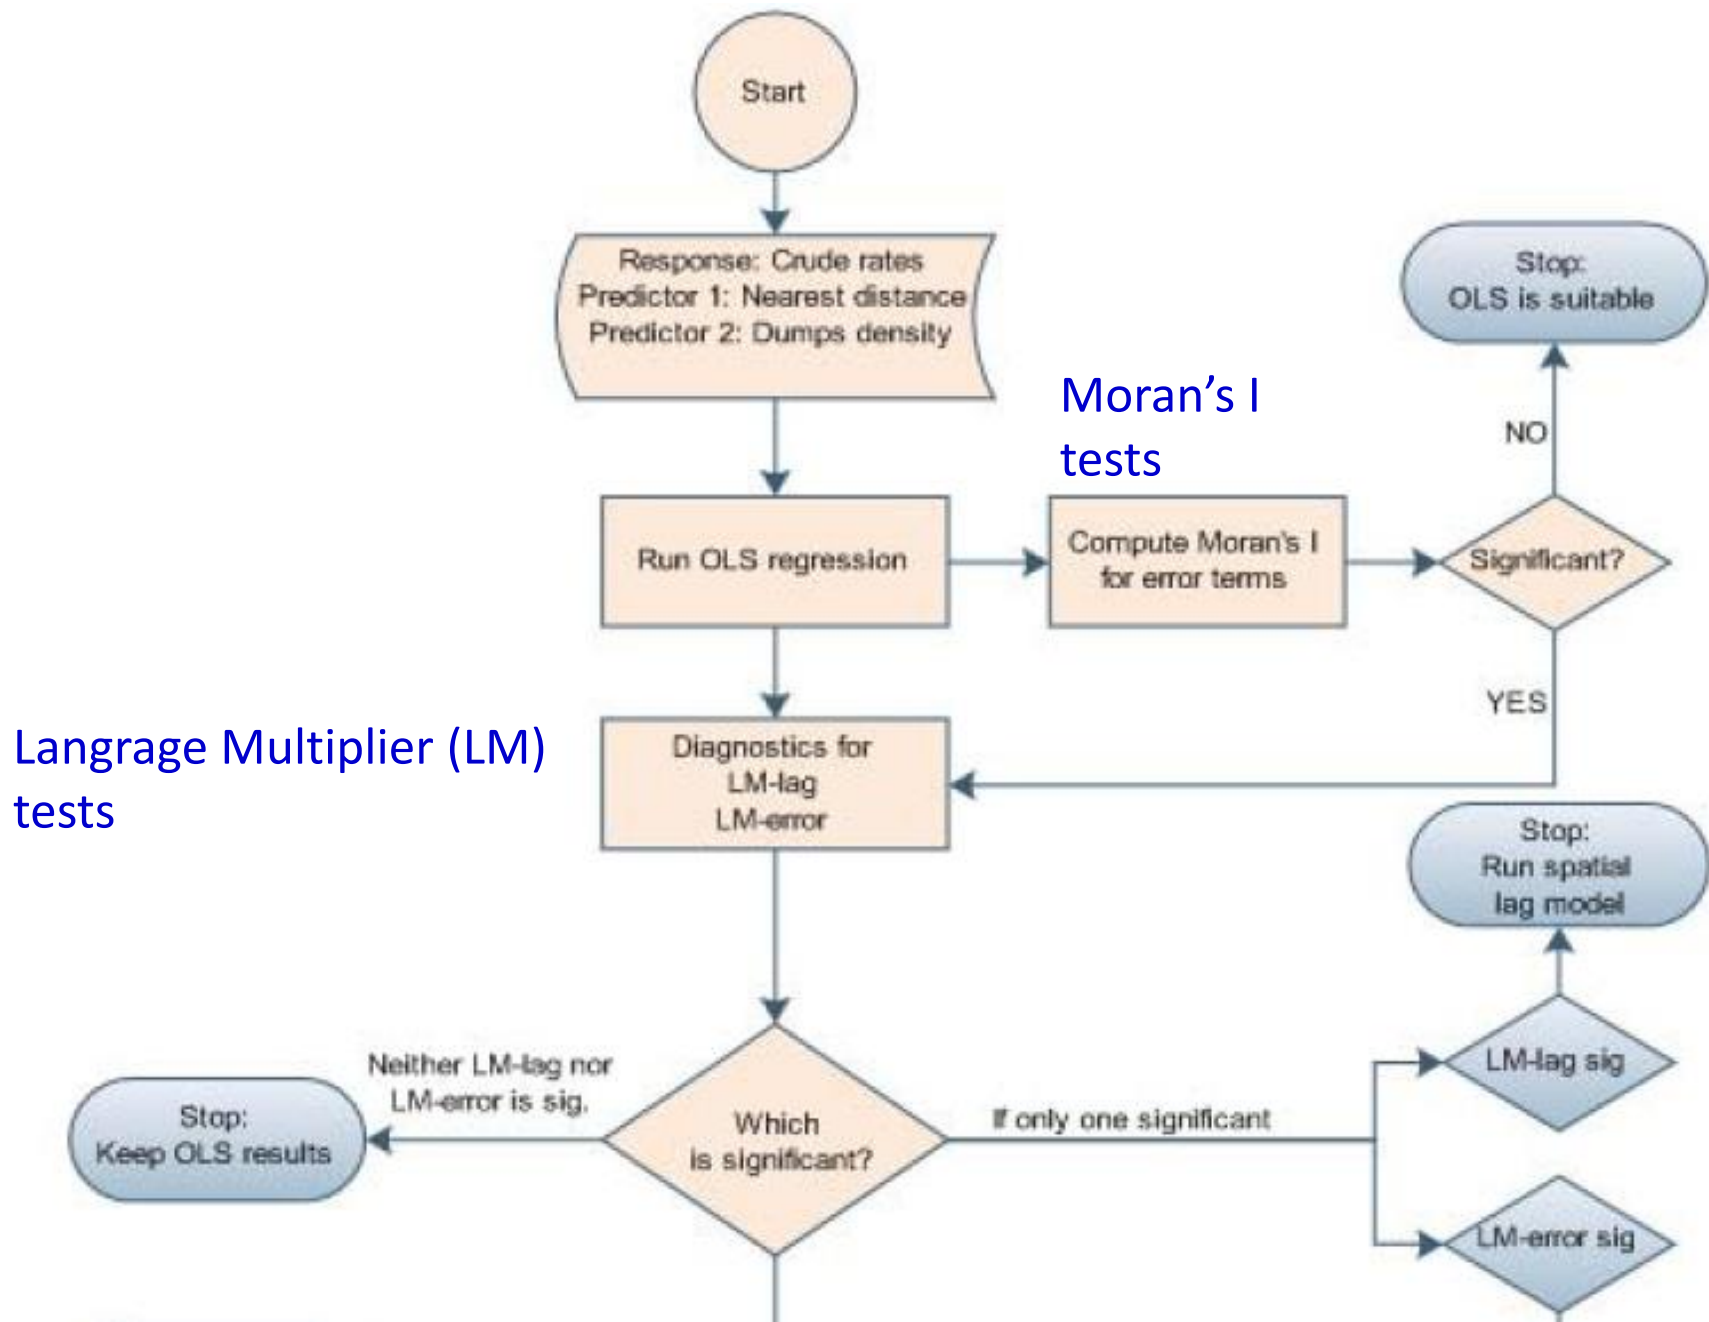 Start
Response: Crude rates
Predictor 1: Nearest distance
Predictor 2: Dumps density
Stop:
OLS is suitable
Moran’s I
tests
NO
Run OLS regression
Compute Moran's I
for error terms
Significant?
YES
Langrage Multiplier (LM)
tests
Diagnostics for
LM-lag
LM-error
Stop:
Run spatial
lag model
Neither LM-lag nor
LM-error is sig.
Stop:
Keep OLS results
Which
is significant?
If only one significant
LM-lag sig
LM-error sig